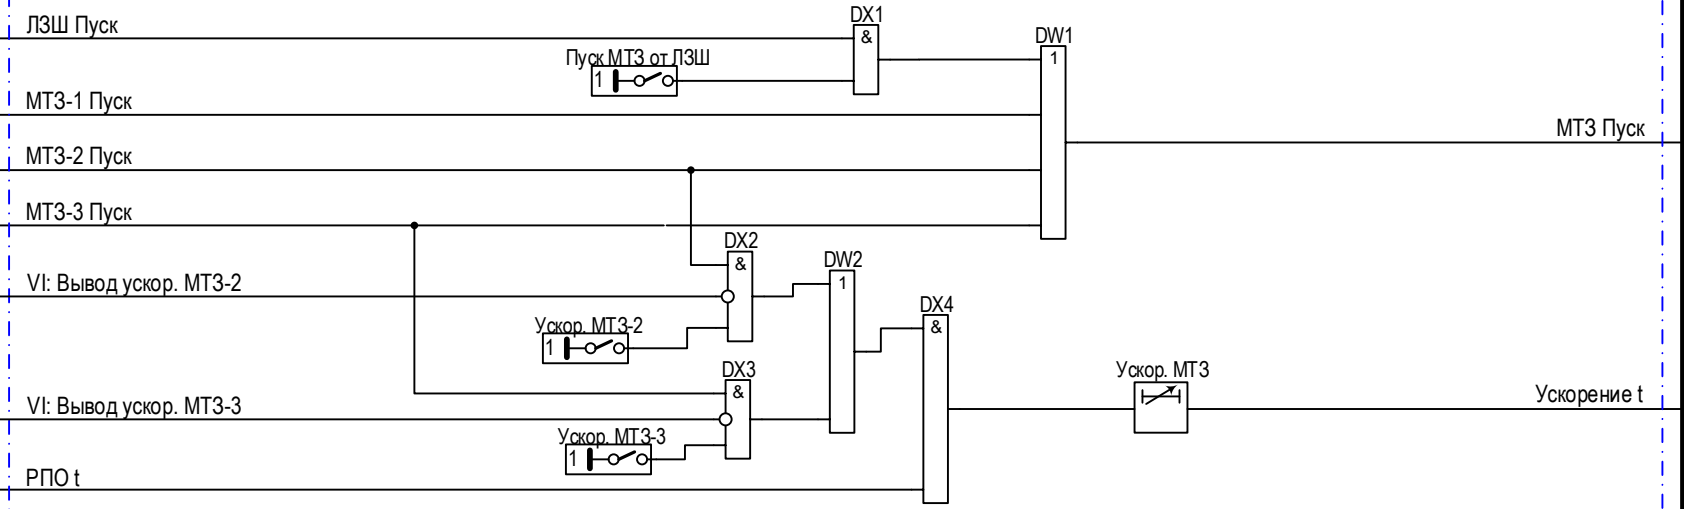 ЛЗШ Пуск
DX1
&
Пуск МТЗ от ЛЗШ
1
DW1
1
МТЗ-1 Пуск
МТЗ Пуск
МТЗ-2 Пуск
МТЗ-3 Пуск
DX2
&
VI: Вывод ускор. МТЗ-2
DW2
1
Ускор. МТЗ-2
1
DX4
&
DX3
&
Ускор. МТЗ
Ускорение t
VI: Вывод ускор. МТЗ-3
Ускор. МТЗ-3
1
РПО t